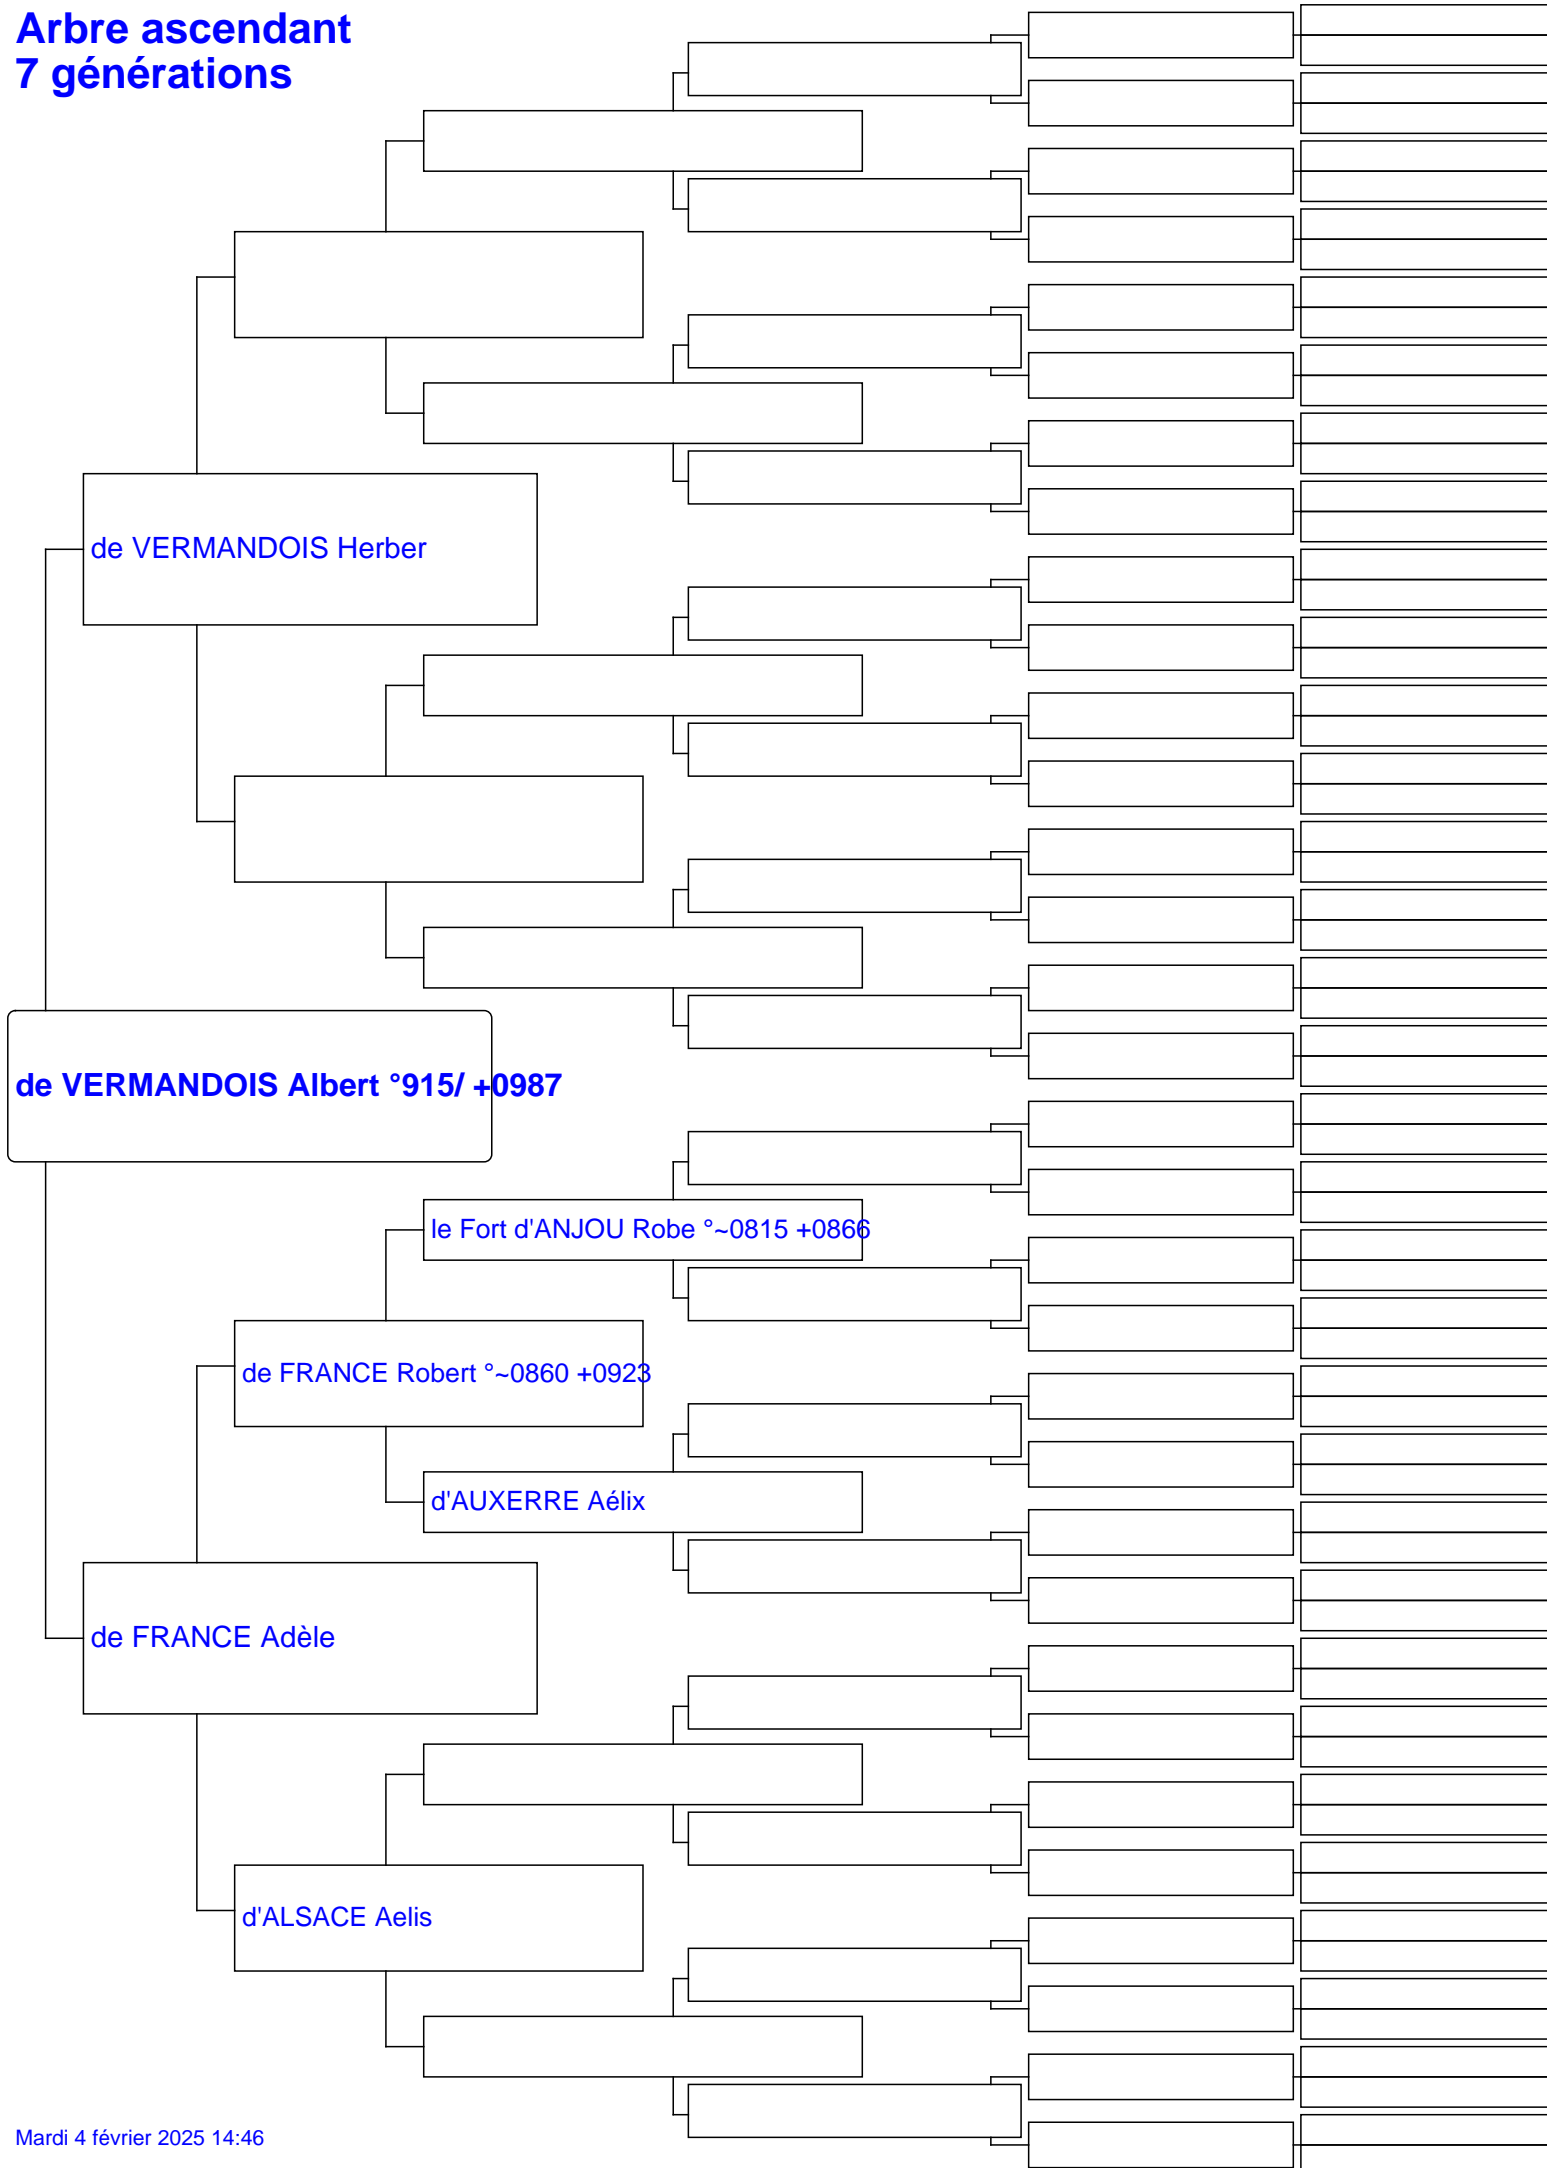 Arbre ascendant
7 générations
de VERMANDOIS Herber
de VERMANDOIS Albert °915/ +0987
le Fort d'ANJOU Robe °~0815 +0866
de FRANCE Robert °~0860 +0923
d'AUXERRE Aélix
de FRANCE Adèle
d'ALSACE Aelis
Mardi 4 février 2025 14:46